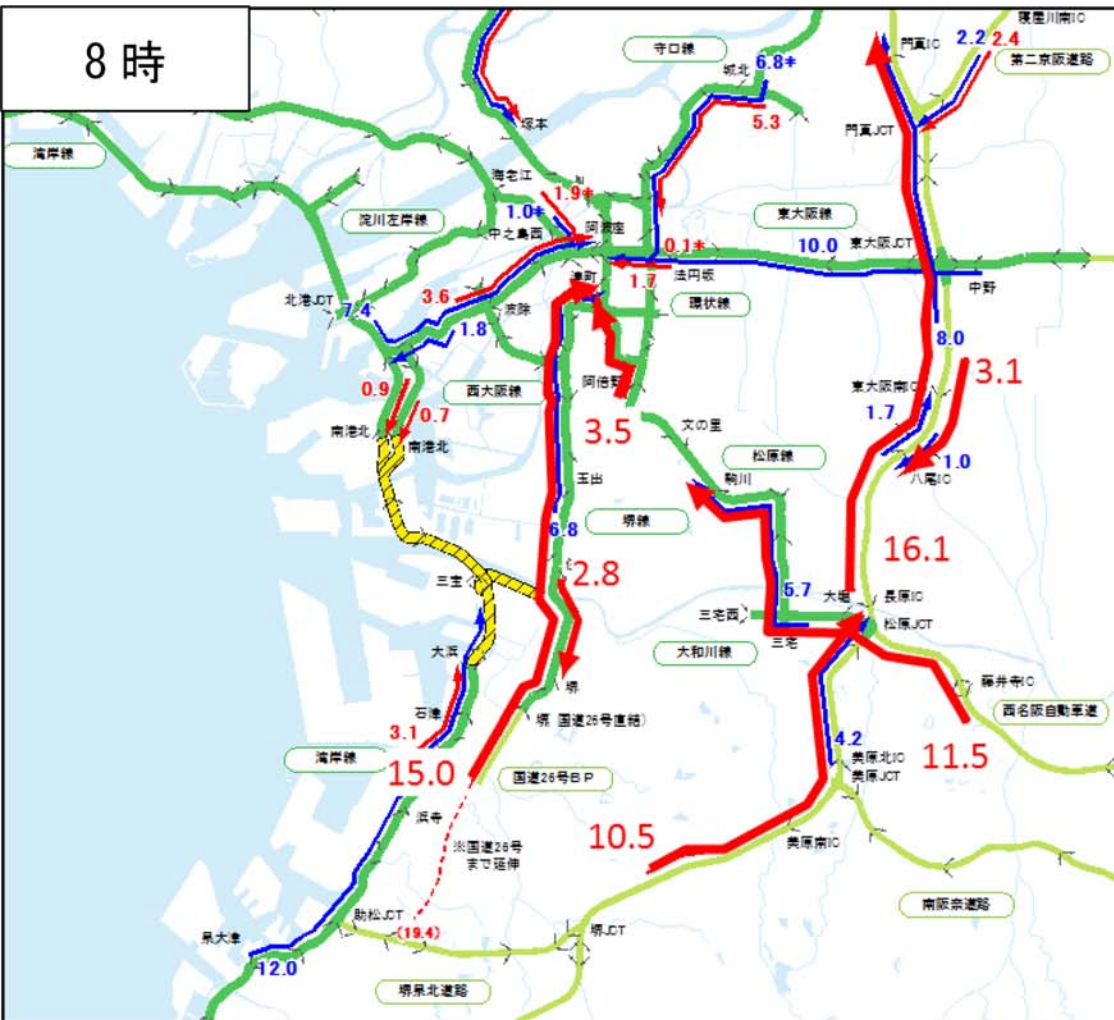 8時
寝屋川南IC
門真IC
2.2
2.4
第二京阪道路
守口線
城北
6.8*
5.3
塚本
門真JCT
湾岸線
海老江
1.9*
淀川左岸線
1.0*
中之島西
阿波座
東大阪線
0.1*
10.0
東大阪JCT
湊町
1.7
法円坂
中野
北港JCT
7.4
3.6
波除
環状線
1.8
8.0
西大阪線
阿倍野
東大阪南IC
3.1
0.9
0.7
3.5
1.7
南港北
南港北
文の里
松原線
1.0
駒川
八尾IC
玉出
6.8
堺線
16.1
2.8
三宝
5.7
大堀
長原IC
三宅西
松原JCT
大和川線
三宅
大浜
堺
藤井寺IC
石津
堺（国道26号直結）
西名阪自動車道
3.1
湾岸線
15.0
国道26号BP
4.2
美原北IC
美原JCT
11.5
浜寺
※国道26号
まで延伸
10.5
美原南IC
南阪奈道路
助松JCT
(19.4)
堺JCT
泉大津
12.0
堺泉北道路